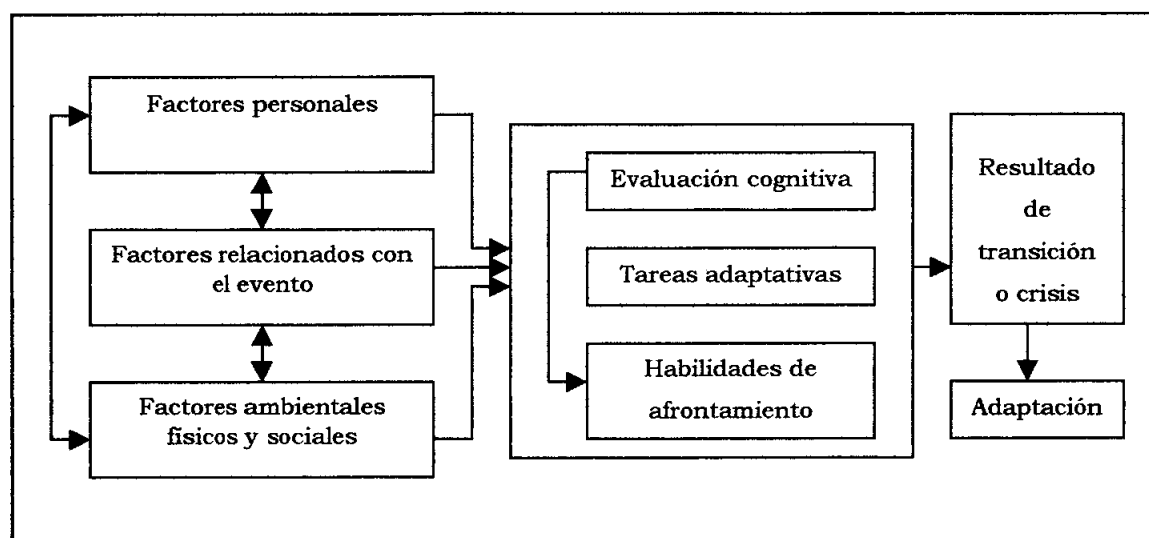 Factores personales
Factores relacionados con
el evento
Factores ambientales
físicos y sociales
Evaluación cognitiva
Tareas adaptativas
Habilidades de
afrontamiento
Resultado
de
transición
o crisis
Adaptación